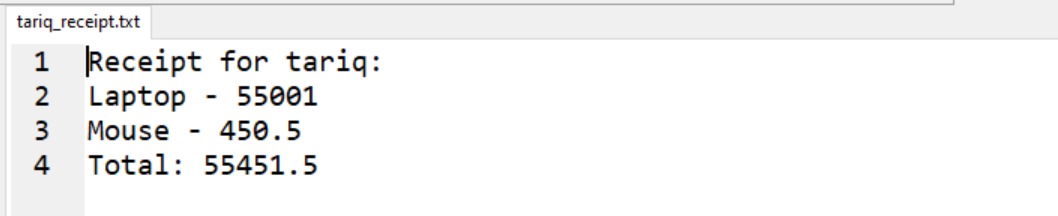 tariq_receipt.txt
1 Receipt for tariq:
2 Laptop - 55001
3 Mouse - 450.5
4 Total: 55451.5